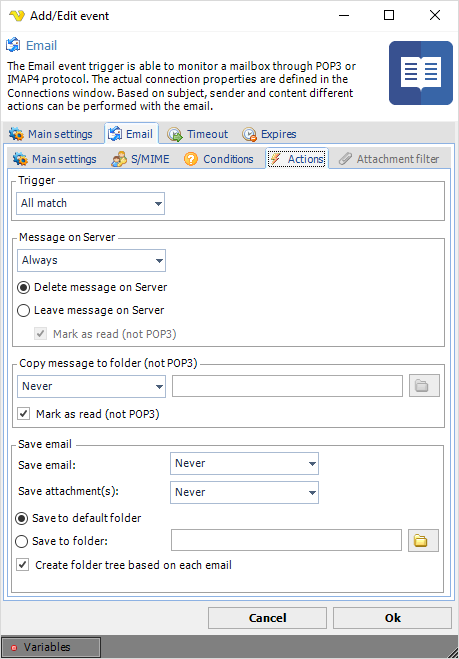 Add/Edit event
Email
The Email event trigger is able to monitor a mailbox through POP3 or
IMAP4 protocol. The actual connection properties are defined in the
Connections window. Based on subject, sender and content different
actions can be performed with the email.
Main settings Email Timeout Expires
Main settings S/MIME Conditions Actions Attachment filter
Trigger
All match
Message on Server
Always
Delete message on Server
Leave message on Server
Mark as read (not POP3)
Copy message to folder (not POP3)
Never
Mark as read (not POP3)
Save email
Save email: Never
Save attachment(s): Never
Save to default folder
Save to folder:
Create folder tree based on each email
Cancel Ok
Variables